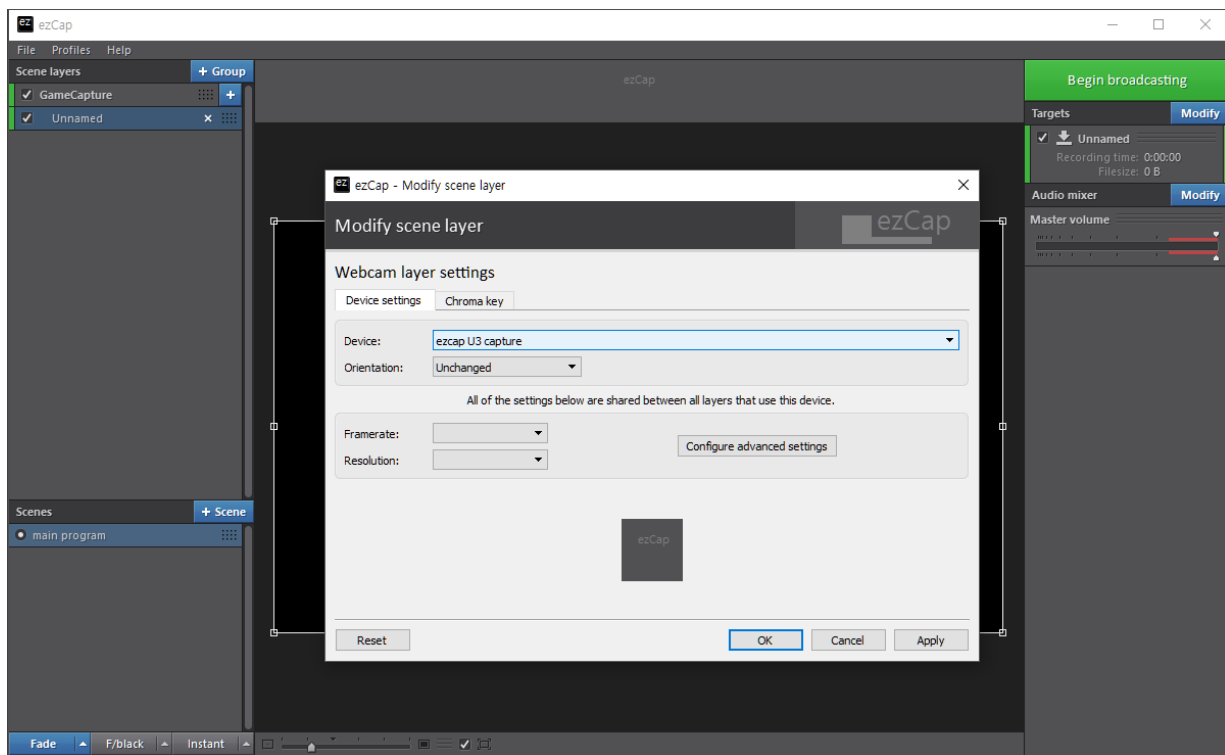 ez ezCap
File Profiles Help
Scene layers + Group
GameCapture +
Unnamed
ezCap
Begin broadcasting
Targets Modify
Unnamed
Recording time: 0:00:00
Filesize: 0 B
Audio mixer Modify
Master volume
ez ezCap - Modify scene layer
Modify scene layer ezCap
Webcam layer settings
Device settings Chroma key
Device: ezcap U3 capture
Orientation: Unchanged
All of the settings below are shared between all layers that use this device.
Framerate:
Configure advanced settings
Resolution:
ezCap
Reset OK Cancel Apply
Scenes + Scene
main program
Fade F/black Instant